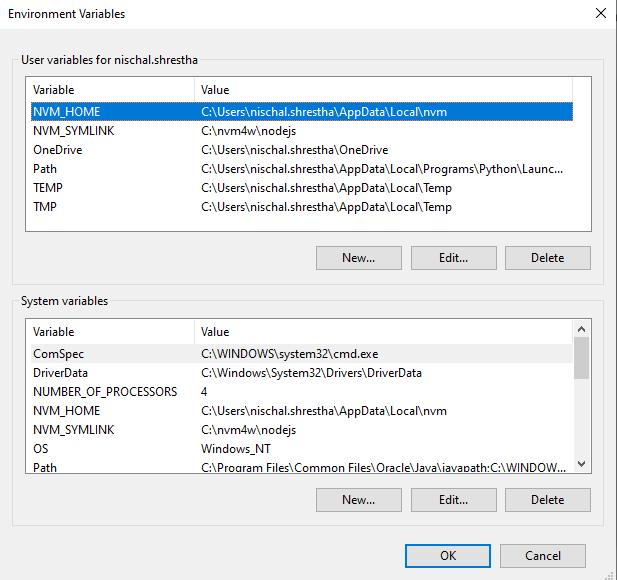 Environment Variables
User variables for nischal.shrestha
Variable Value
NVM_HOME C:\Users\nischal.shrestha\AppData\Local\nvm
NVM_SYMLINK C:\nvm4w\nodejs
OneDrive C:\Users\nischal.shrestha\OneDrive
Path C:\Users\nischal.shrestha\AppData\Local\Programs\Python\Launc...
TEMP C:\Users\nischal.shrestha\AppData\Local\Temp
TMP C:\Users\nischal.shrestha\AppData\Local\Temp
New... Edit... Delete
System variables
Variable Value
ComSpec C:\WINDOWS\system32\cmd.exe
DriverData C:\Windows\System32\Drivers\DriverData
NUMBER_OF_PROCESSORS 4
NVM_HOME C:\Users\nischal.shrestha\AppData\Local\nvm
NVM_SYMLINK C:\nvm4w\nodejs
OS Windows_NT
Path C:\Program Files\Common Files\Oracle\Java\javapath;C:\WINDOW...
New... Edit... Delete
OK Cancel